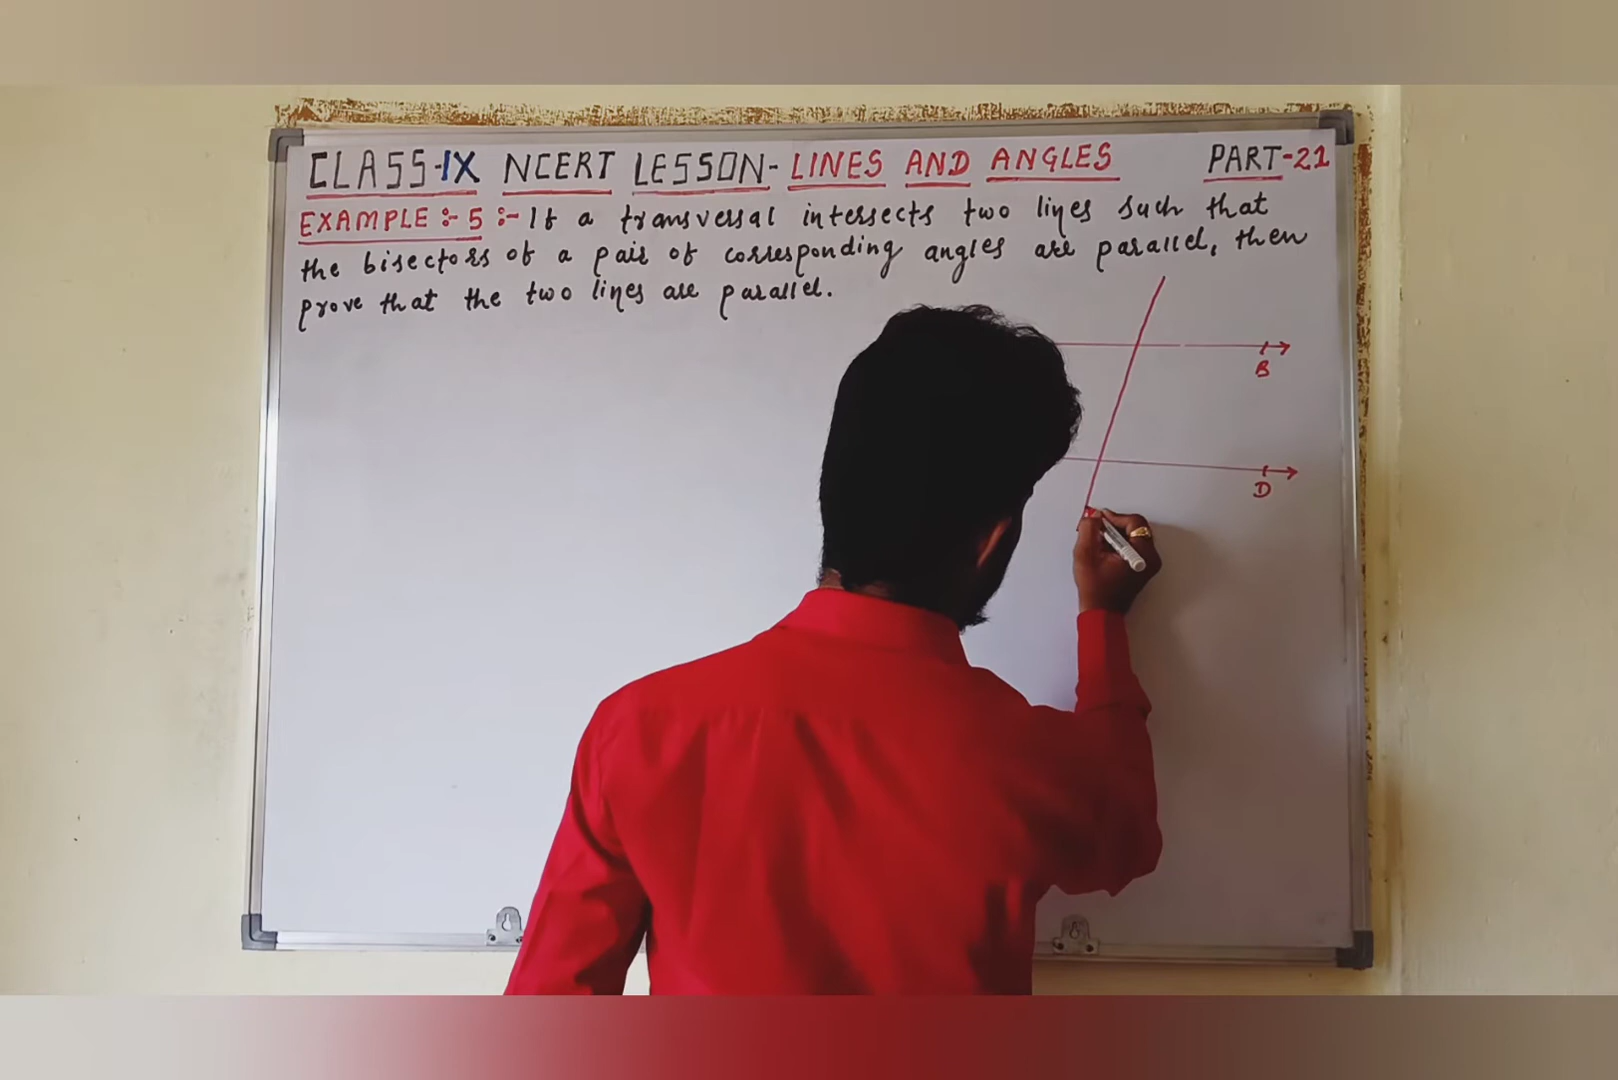 CLASS-IX NCERT LESSON- LINES AND ANGLES PART-21
EXAMPLE :- 5 :- If a transversal intersects two lines such that
the bisectors of a pair of corresponding angles are parallel, then
prove that the two lines are parallel.
B
D